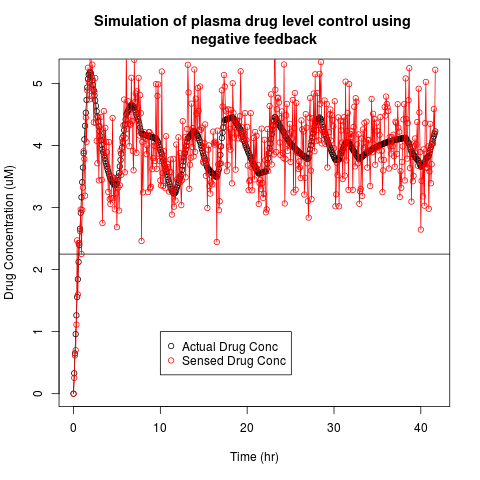 Simulation of plasma drug level control using
negative feedback
Drug Concentration (uM)
5
4
3
2
1
0
Actual Drug Conc
Sensed Drug Conc
0 10 20 30 40
Time (hr)